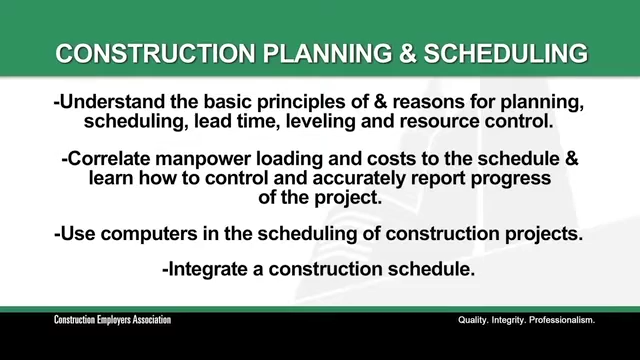 CONSTRUCTION PLANNING & SCHEDULING
-Understand the basic principles of & reasons for planning,
scheduling, lead time, leveling and resource control.
-Correlate manpower loading and costs to the schedule &
learn how to control and accurately report progress
of the project.
-Use computers in the scheduling of construction projects.
-Integrate a construction schedule.
Construction Employers Association
Quality. Integrity. Professionalism.